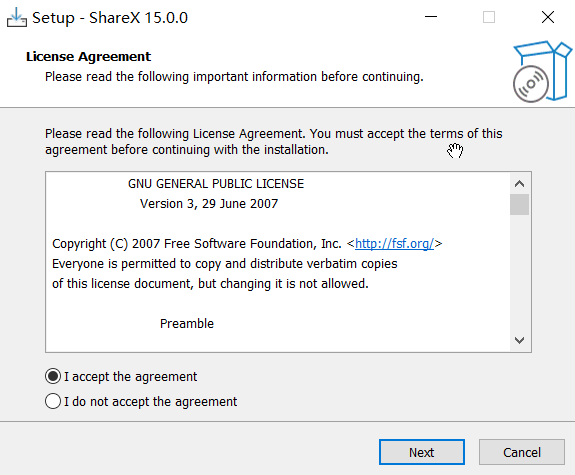 Setup - ShareX 15.0.0
License Agreement
Please read the following important information before continuing.
Please read the following License Agreement. You must accept the terms of this
agreement before continuing with the installation.
GNU GENERAL PUBLIC LICENSE
Version 3, 29 June 2007
Copyright (C) 2007 Free Software Foundation, Inc. <http://fsf.org/>
Everyone is permitted to copy and distribute verbatim copies
of this license document, but changing it is not allowed.
Preamble
I accept the agreement
I do not accept the agreement
Next
Cancel